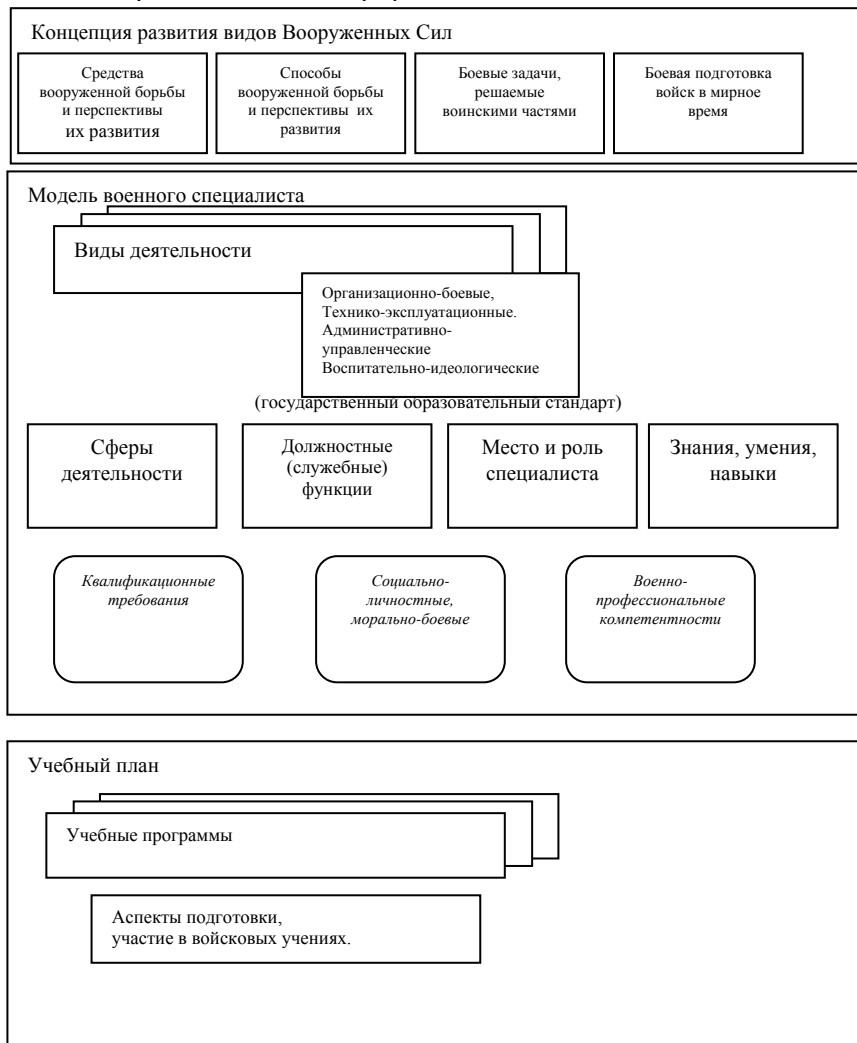 Концепция развития видов Вооруженных Сил
Средства
вооруженной борьбы
и перспективы
их развития
Способы
вооруженной борьбы
и перспективы их
развития
Боевые задачи,
решаемые
воинскими частями
Боевая подготовка
войск в мирное
время
Модель военного специалиста
Виды деятельности
Организационно-боевые,
Технико-эксплуатационные.
Административно-
управленческие
Воспитательно-идеологические
(государственный образовательный стандарт)
Сферы
деятельности
Должностные
(служебные)
функции
Место и роль
специалиста
Знания, умения,
навыки
Квалификационные
требования
Социально-
личностные,
морально-боевые
Военно-
профессиональные
компетентности
Учебный план
Учебные программы
Аспекты подготовки,
участие в войсковых учениях.